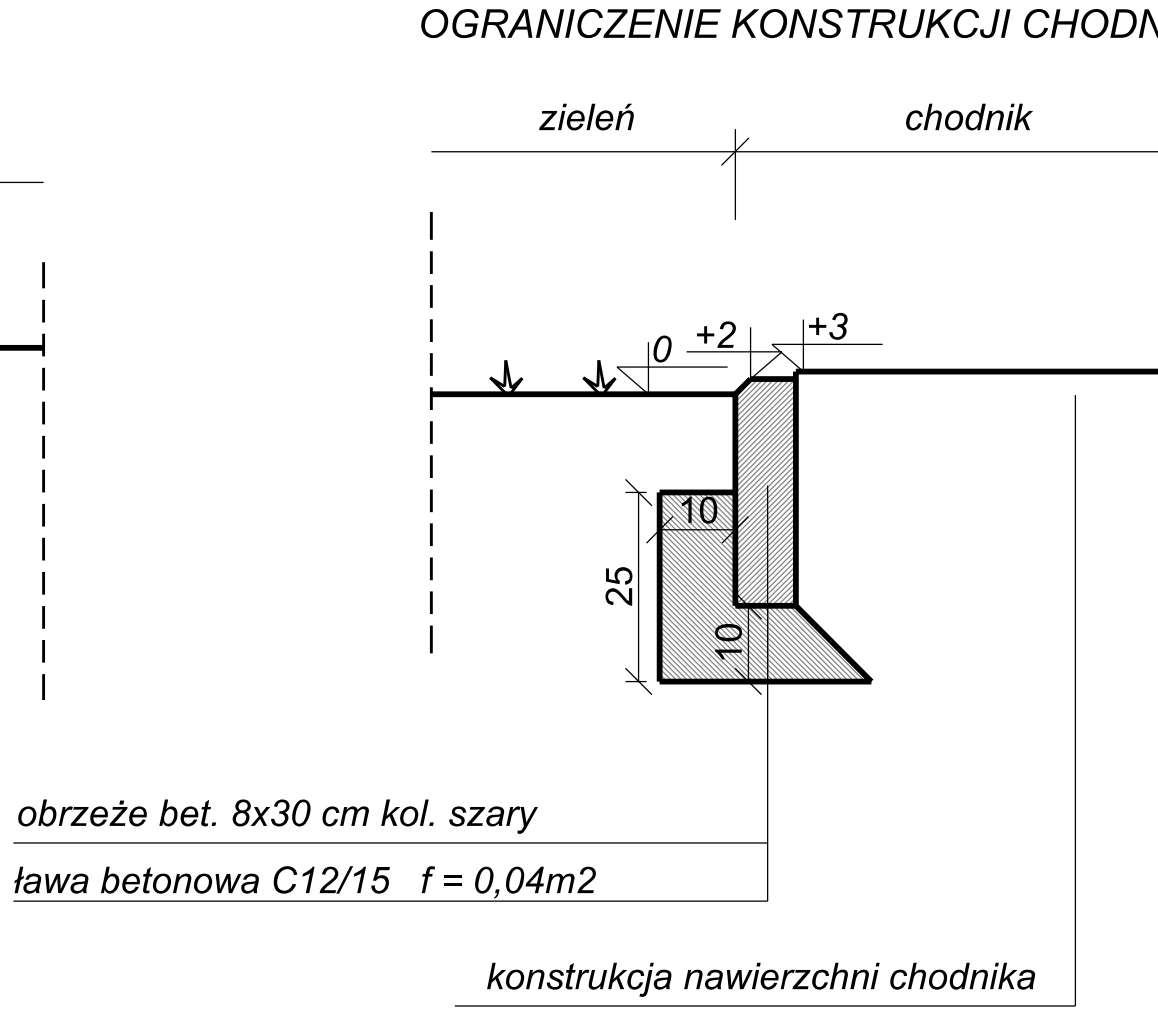 OGRANICZENIE KONSTRUKCJI CHODN
zieleń
chodnik
0
+2
+3
10
25
10
obrzeże bet. 8x30 cm kol. szary
ława betonowa C12/15 f = 0,04m2
konstrukcja nawierzchni chodnika